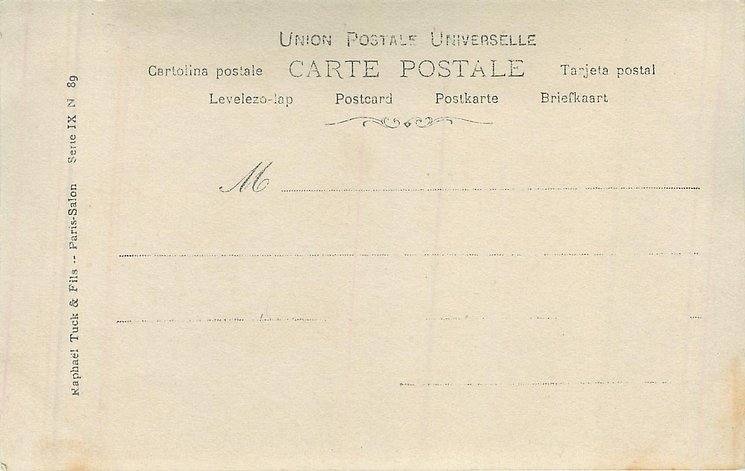 UNION POSTALE UNIVERSELLE
Cartolina postale CARTE POSTALE Tarjeta postal
Levelezo-lap Postcard Postkarte Briefkaart
M
Raphaël Tuck & Fils -- Paris-Salon Serie IX N 89